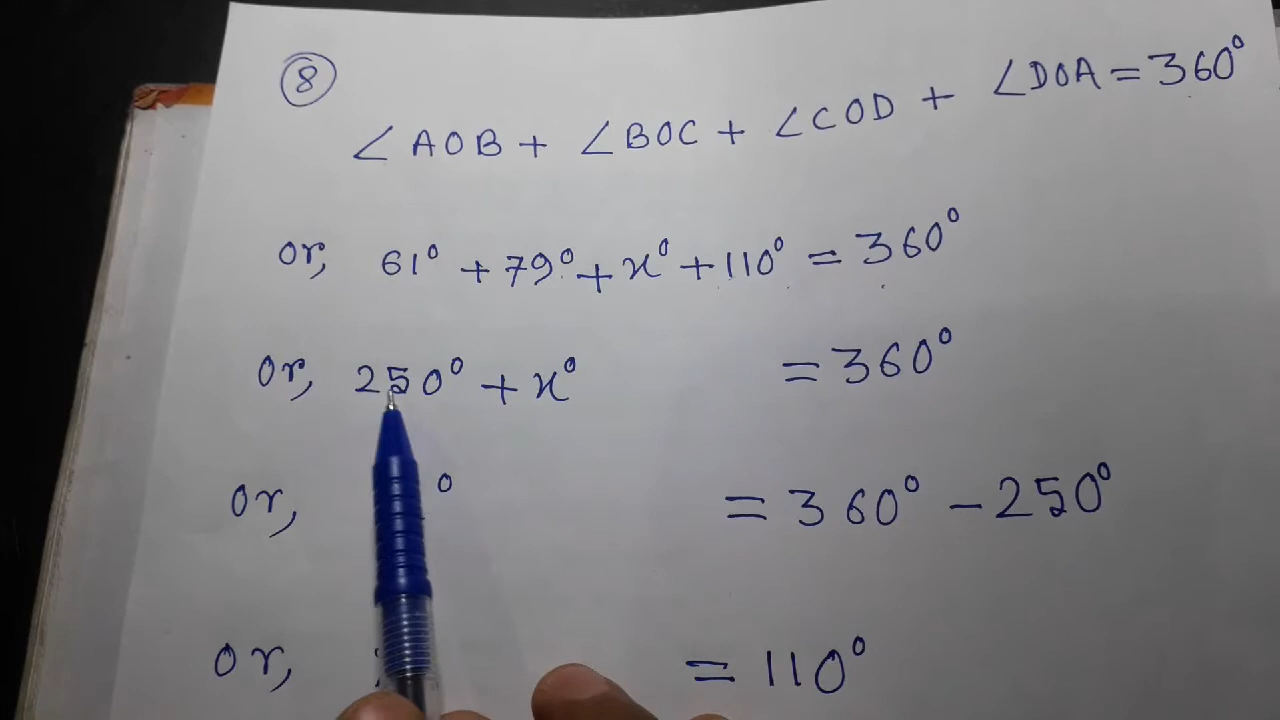 8
∠AOB + ∠BOC + ∠COD + ∠DOA = 360°
or, 61° + 79° + x° + 110° = 360°
or, 250° + x° = 360°
or, ° = 360° - 250°
or, = 110°